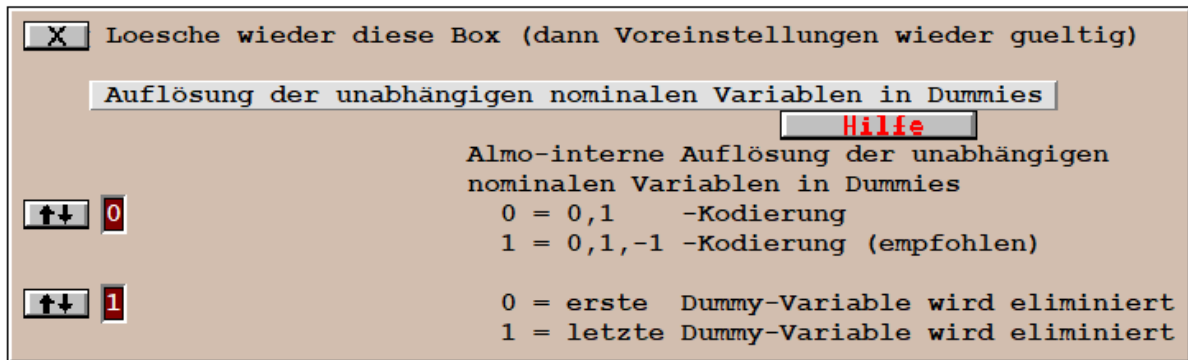 X Loesche wieder diese Box (dann Voreinstellungen wieder gueltig)
Auflösung der unabhängigen nominalen Variablen in Dummies
Hilfe
Almo-interne Auflösung der unabhängigen
nominalen Variablen in Dummies
0 0 = 0,1 -Kodierung
1 = 0,1,-1 -Kodierung (empfohlen)
1 0 = erste Dummy-Variable wird eliminiert
1 = letzte Dummy-Variable wird eliminiert